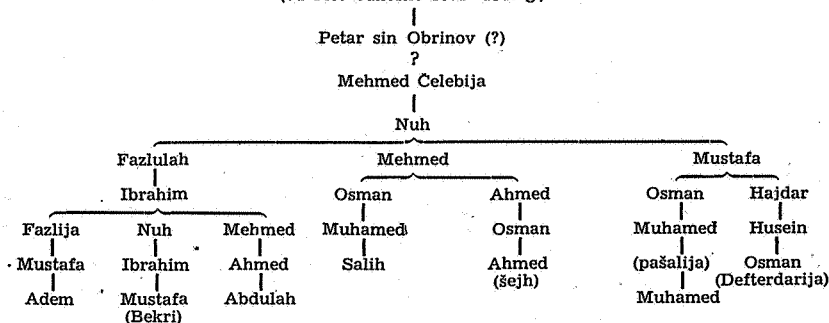 Petar sin Obrinov (?)
?
Mehmed Čelebija
Nuh
Fazlulah Mehmed Mustafa
Ibrahim Osman Ahmed Osman Hajdar
Fazlija Nuh Mehmed Muhamed Osman Muhamed Husein
Mustafa Ibrahim Ahmed Salih Ahmed (pašalija) Osman
(šejh) (Defterdarija)
Adem Mustafa Abdulah Muhamed
(Bekri)